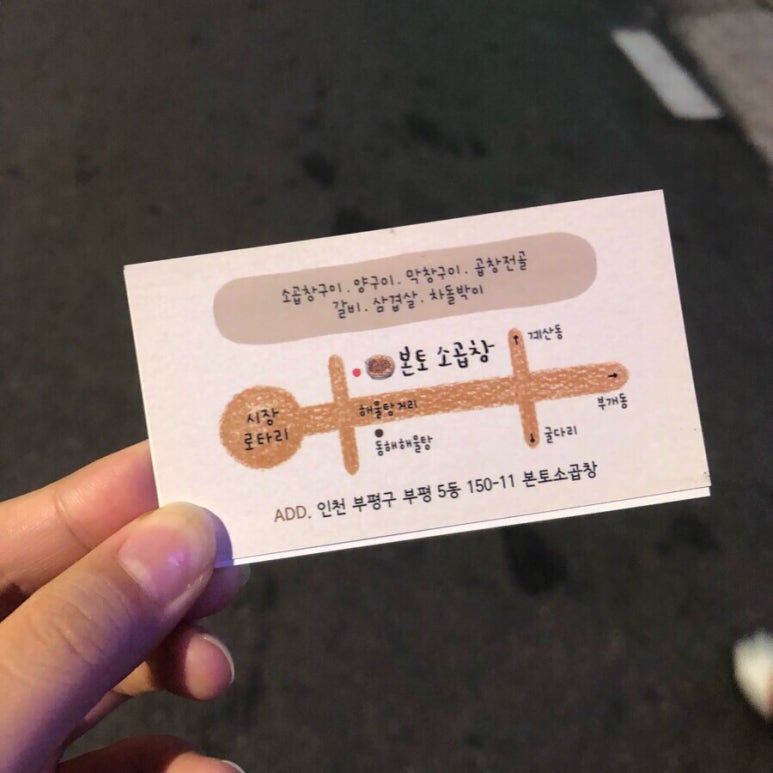 소곱창구이. 양구이. 막창구이. 곱창전골
갈비. 삼겹살. 차돌박이
본토 소곱창
계산동
시장
로타리
해물탕거리
부개동
동해해물탕
굴다리
ADD. 인천 부평구 부평 5동 150-11 본토소곱창